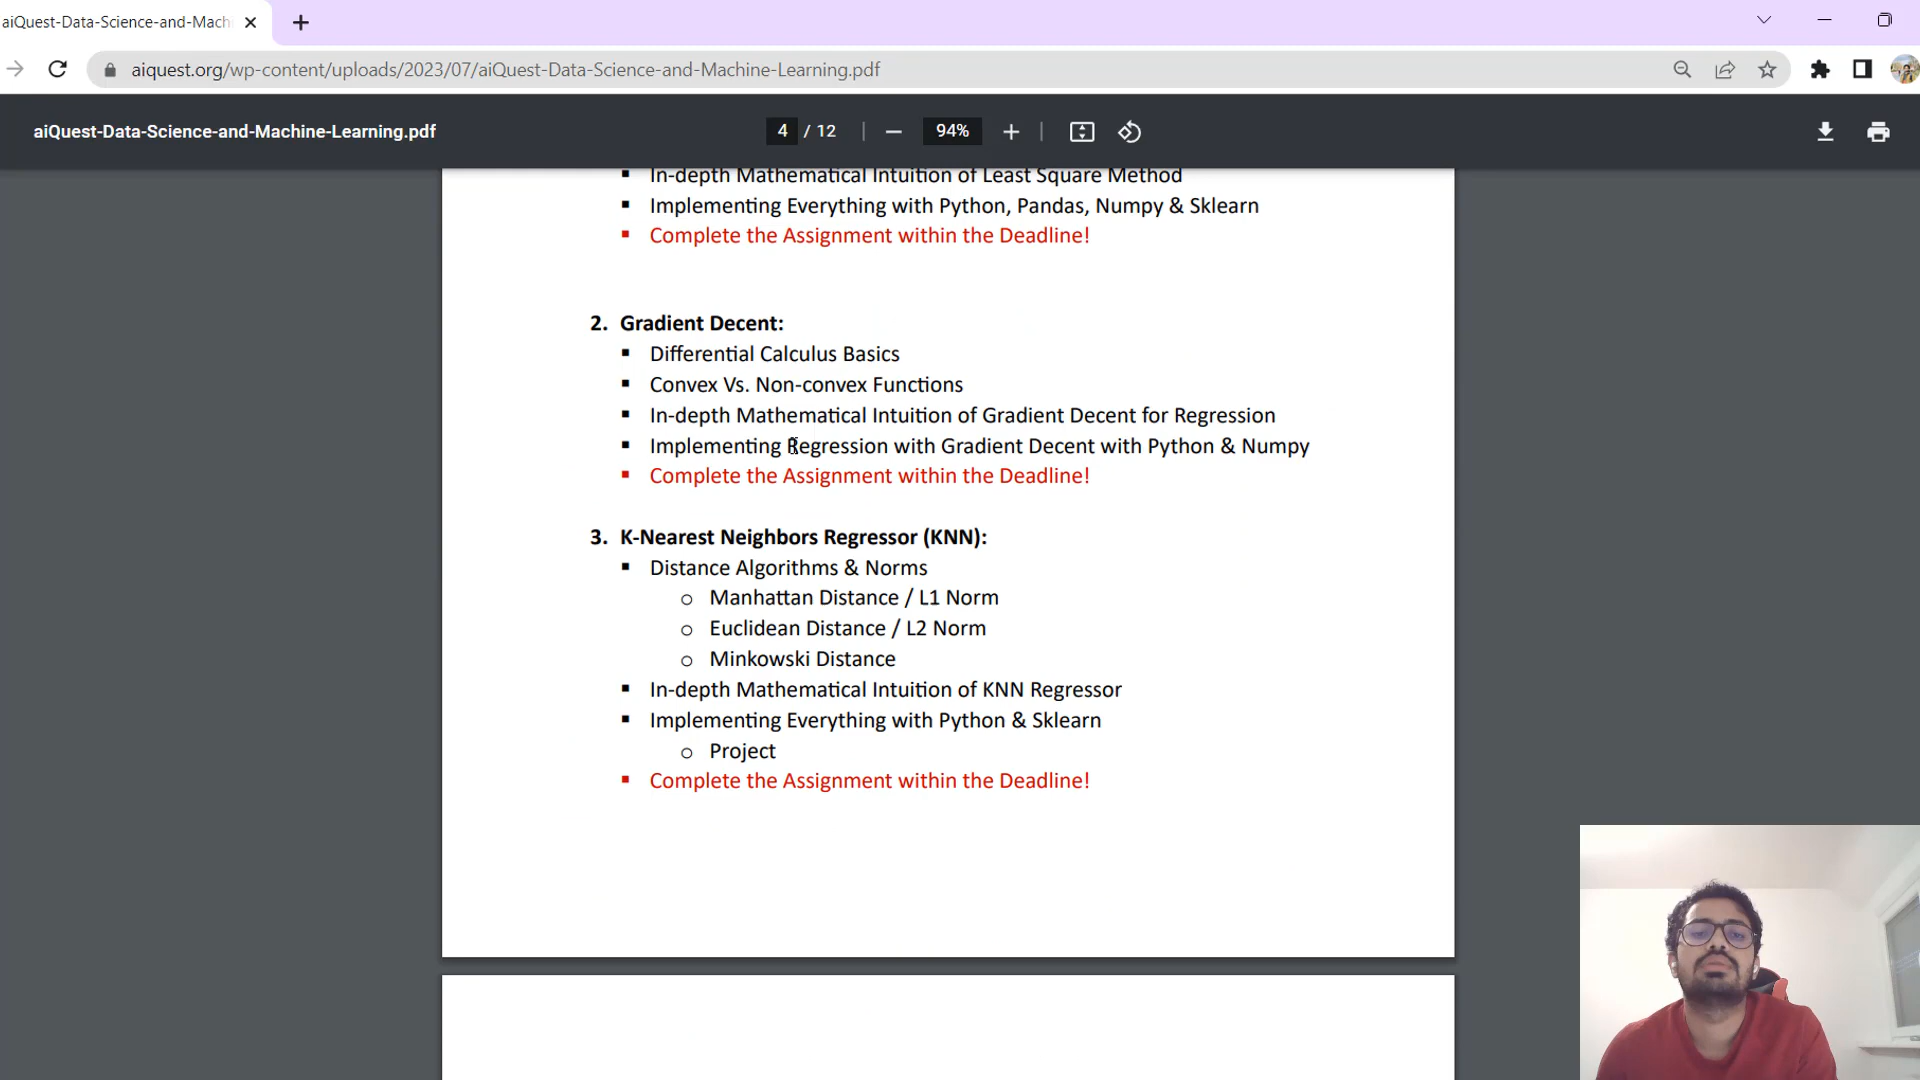 aiQuest-Data-Science-and-Mach
aiquest.org/wp-content/uploads/2023/07/aiQuest-Data-Science-and-Machine-Learning.pdf
aiQuest-Data-Science-and-Machine-Learning.pdf
4 / 12
94%
In-depth Mathematical Intuition of Least Square Method
Implementing Everything with Python, Pandas, Numpy & Sklearn
Complete the Assignment within the Deadline!
2. Gradient Decent:
Differential Calculus Basics
Convex Vs. Non-convex Functions
In-depth Mathematical Intuition of Gradient Decent for Regression
Implementing Regression with Gradient Decent with Python & Numpy
Complete the Assignment within the Deadline!
3. K-Nearest Neighbors Regressor (KNN):
Distance Algorithms & Norms
Manhattan Distance / L1 Norm
Euclidean Distance / L2 Norm
Minkowski Distance
In-depth Mathematical Intuition of KNN Regressor
Implementing Everything with Python & Sklearn
Project
Complete the Assignment within the Deadline!